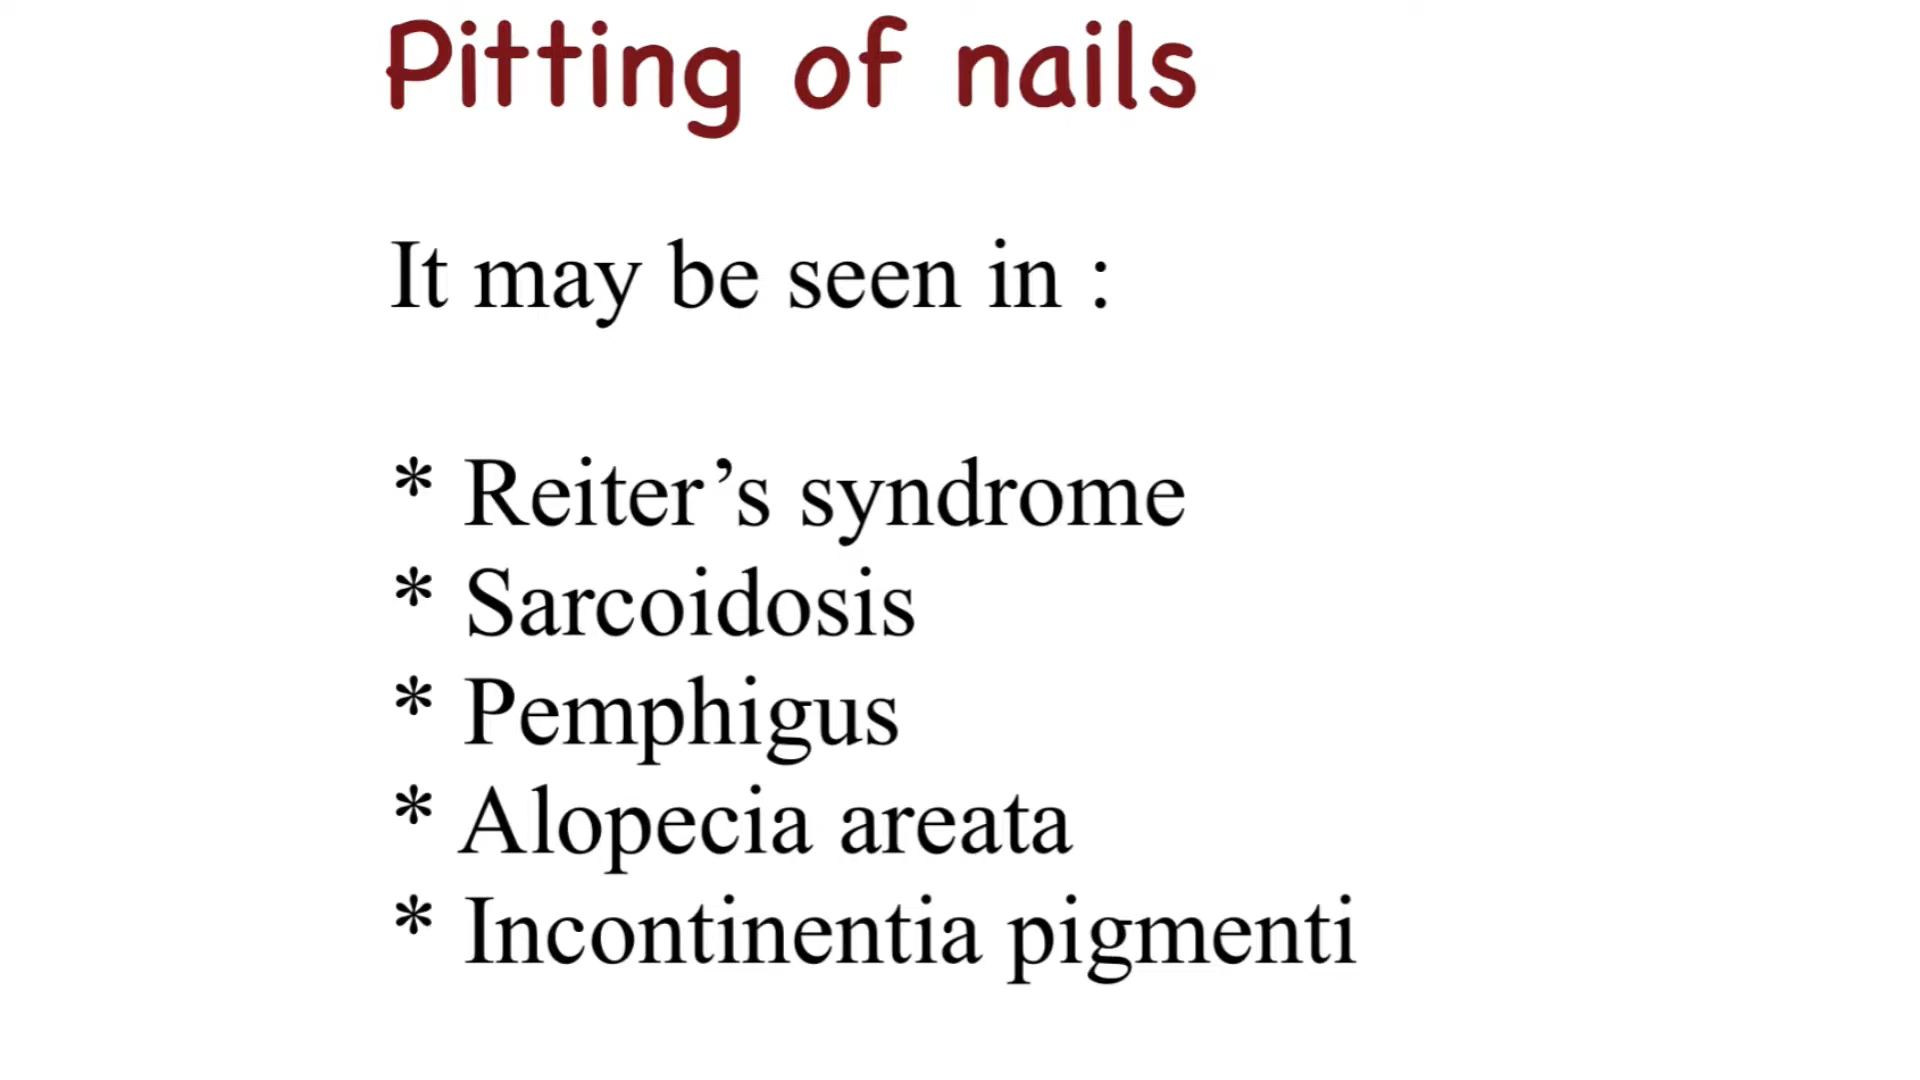 Pitting of nails
It may be seen in :
* Reiter’s syndrome
* Sarcoidosis
* Pemphigus
* Alopecia areata
* Incontinentia pigmenti